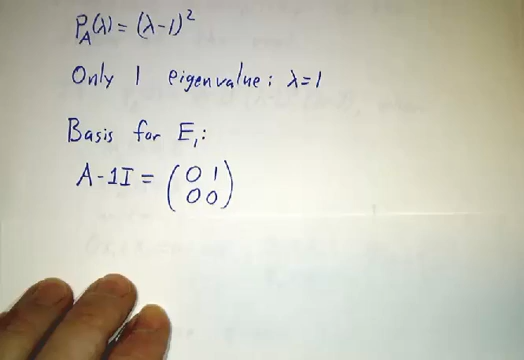 P_A(λ) = (λ-1)^2
Only 1 eigenvalue: λ=1
Basis for E_1:
A-1I = (0 1
0 0)